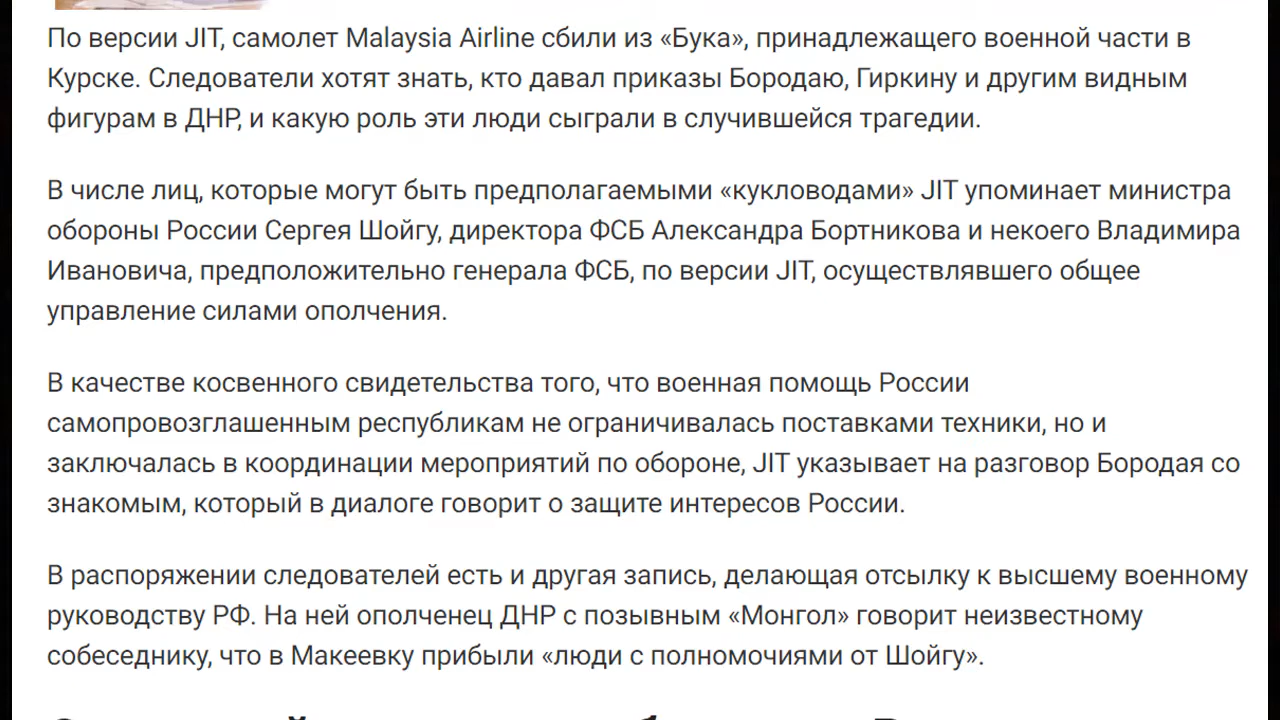 По версии JIT, самолет Malaysia Airline сбили из «Бука», принадлежащего военной части в
Курске. Следователи хотят знать, кто давал приказы Бородаю, Гиркину и другим видным
фигурам в ДНР, и какую роль эти люди сыграли в случившейся трагедии.
В числе лиц, которые могут быть предполагаемыми «кукловодами» JIT упоминает министра
обороны России Сергея Шойгу, директора ФСБ Александра Бортникова и некоего Владимира
Ивановича, предположительно генерала ФСБ, по версии JIT, осуществлявшего общее
управление силами ополчения.
В качестве косвенного свидетельства того, что военная помощь России
самопровозглашенным республикам не ограничивалась поставками техники, но и
заключалась в координации мероприятий по обороне, JIT указывает на разговор Бородая со
знакомым, который в диалоге говорит о защите интересов России.
В распоряжении следователей есть и другая запись, делающая отсылку к высшему военному
руководству РФ. На ней ополченец ДНР с позывным «Монгол» говорит неизвестному
собеседнику, что в Макеевку прибыли «люди с полномочиями от Шойгу».